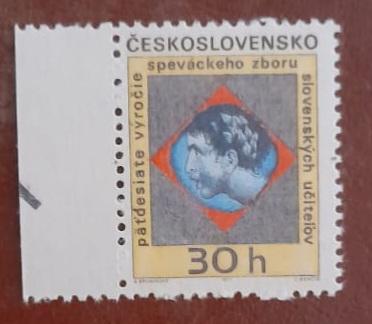 ČESKOSLOVENSKO
päťdesiate výročie
speváckeho zboru
slovenských učiteľov
30 h